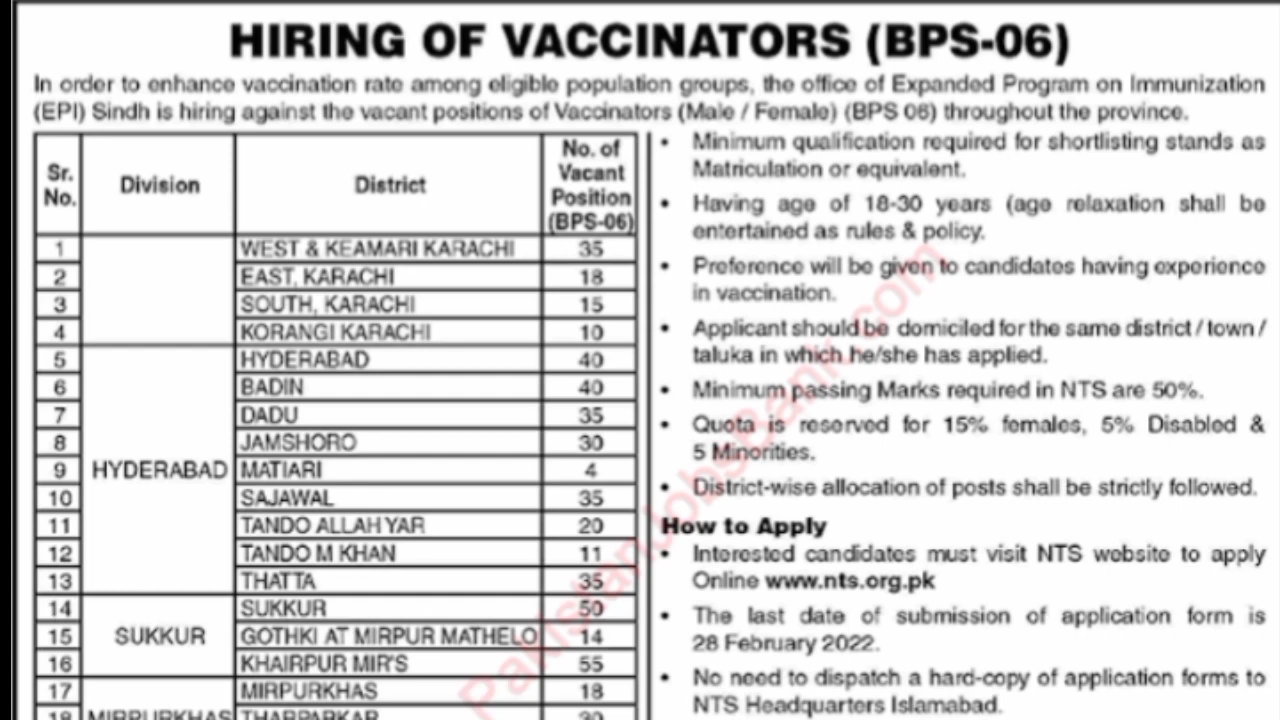 HIRING OF VACCINATORS (BPS-06)
In order to enhance vaccination rate among eligible population groups, the office of Expanded Program on Immunization
(EPI) Sindh is hiring against the vacant positions of Vaccinators (Male / Female) (BPS 06) throughout the province.
Sr. No. Division District No. of Vacant Position (BPS-06)
1 WEST & KEAMARI KARACHI 35
2 EAST, KARACHI 18
3 SOUTH, KARACHI 15
4 KORANGI KARACHI 10
5 HYDERABAD 40
6 BADIN 40
7 DADU 35
8 JAMSHORO 30
9 HYDERABAD MATIARI 4
10 SAJAWAL 35
11 TANDO ALLAH YAR 20
12 TANDO M KHAN 11
13 THATTA 35
14 SUKKUR 50
15 SUKKUR GOTHKI AT MIRPUR MATHELO 14
16 KHAIRPUR MIR'S 55
17 MIRPURKHAS 18
18 MIRPURKHAS THARPARKAR 30
• Minimum qualification required for shortlisting stands as
Matriculation or equivalent.
• Having age of 18-30 years (age relaxation shall be
entertained as rules & policy.
• Preference will be given to candidates having experience
in vaccination.
• Applicant should be domiciled for the same district / town /
taluka in which he/she has applied.
• Minimum passing Marks required in NTS are 50%.
• Quota is reserved for 15% females, 5% Disabled &
5 Minorities.
• District-wise allocation of posts shall be strictly followed.
How to Apply
• Interested candidates must visit NTS website to apply
Online www.nts.org.pk
• The last date of submission of application form is
28 February 2022.
• No need to dispatch a hard-copy of application forms to
NTS Headquarters Islamabad.
PakistanJobsBank.com